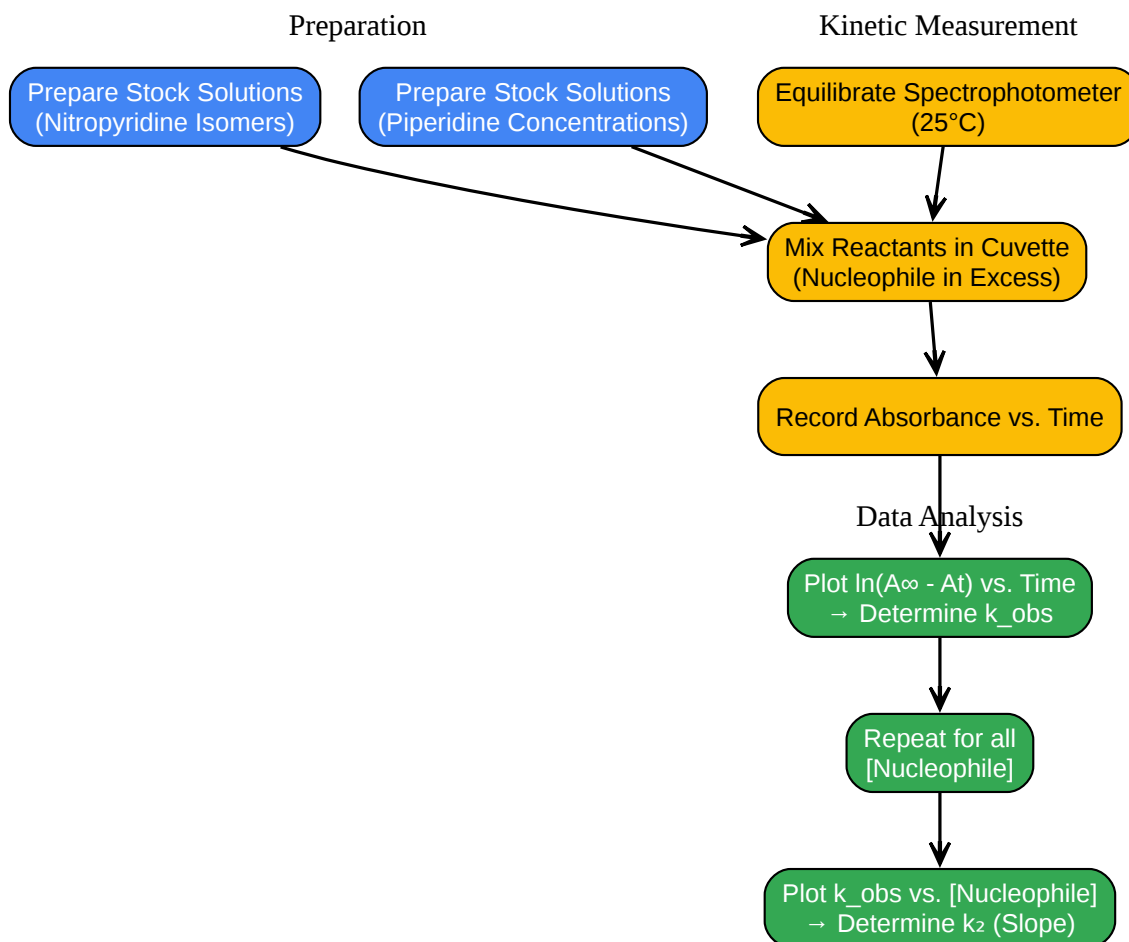 Preparation
Kinetic Measurement
Prepare Stock Solutions
(Nitropyridine Isomers)
Prepare Stock Solutions
(Piperidine Concentrations)
Equilibrate Spectrophotometer
(25°C)
Mix Reactants in Cuvette
(Nucleophile in Excess)
Record Absorbance vs. Time
Data Analysis
Plot ln(A∞ - At) vs. Time
→ Determine k_obs
Repeat for all
[Nucleophile]
Plot k_obs vs. [Nucleophile]
→ Determine k₂ (Slope)